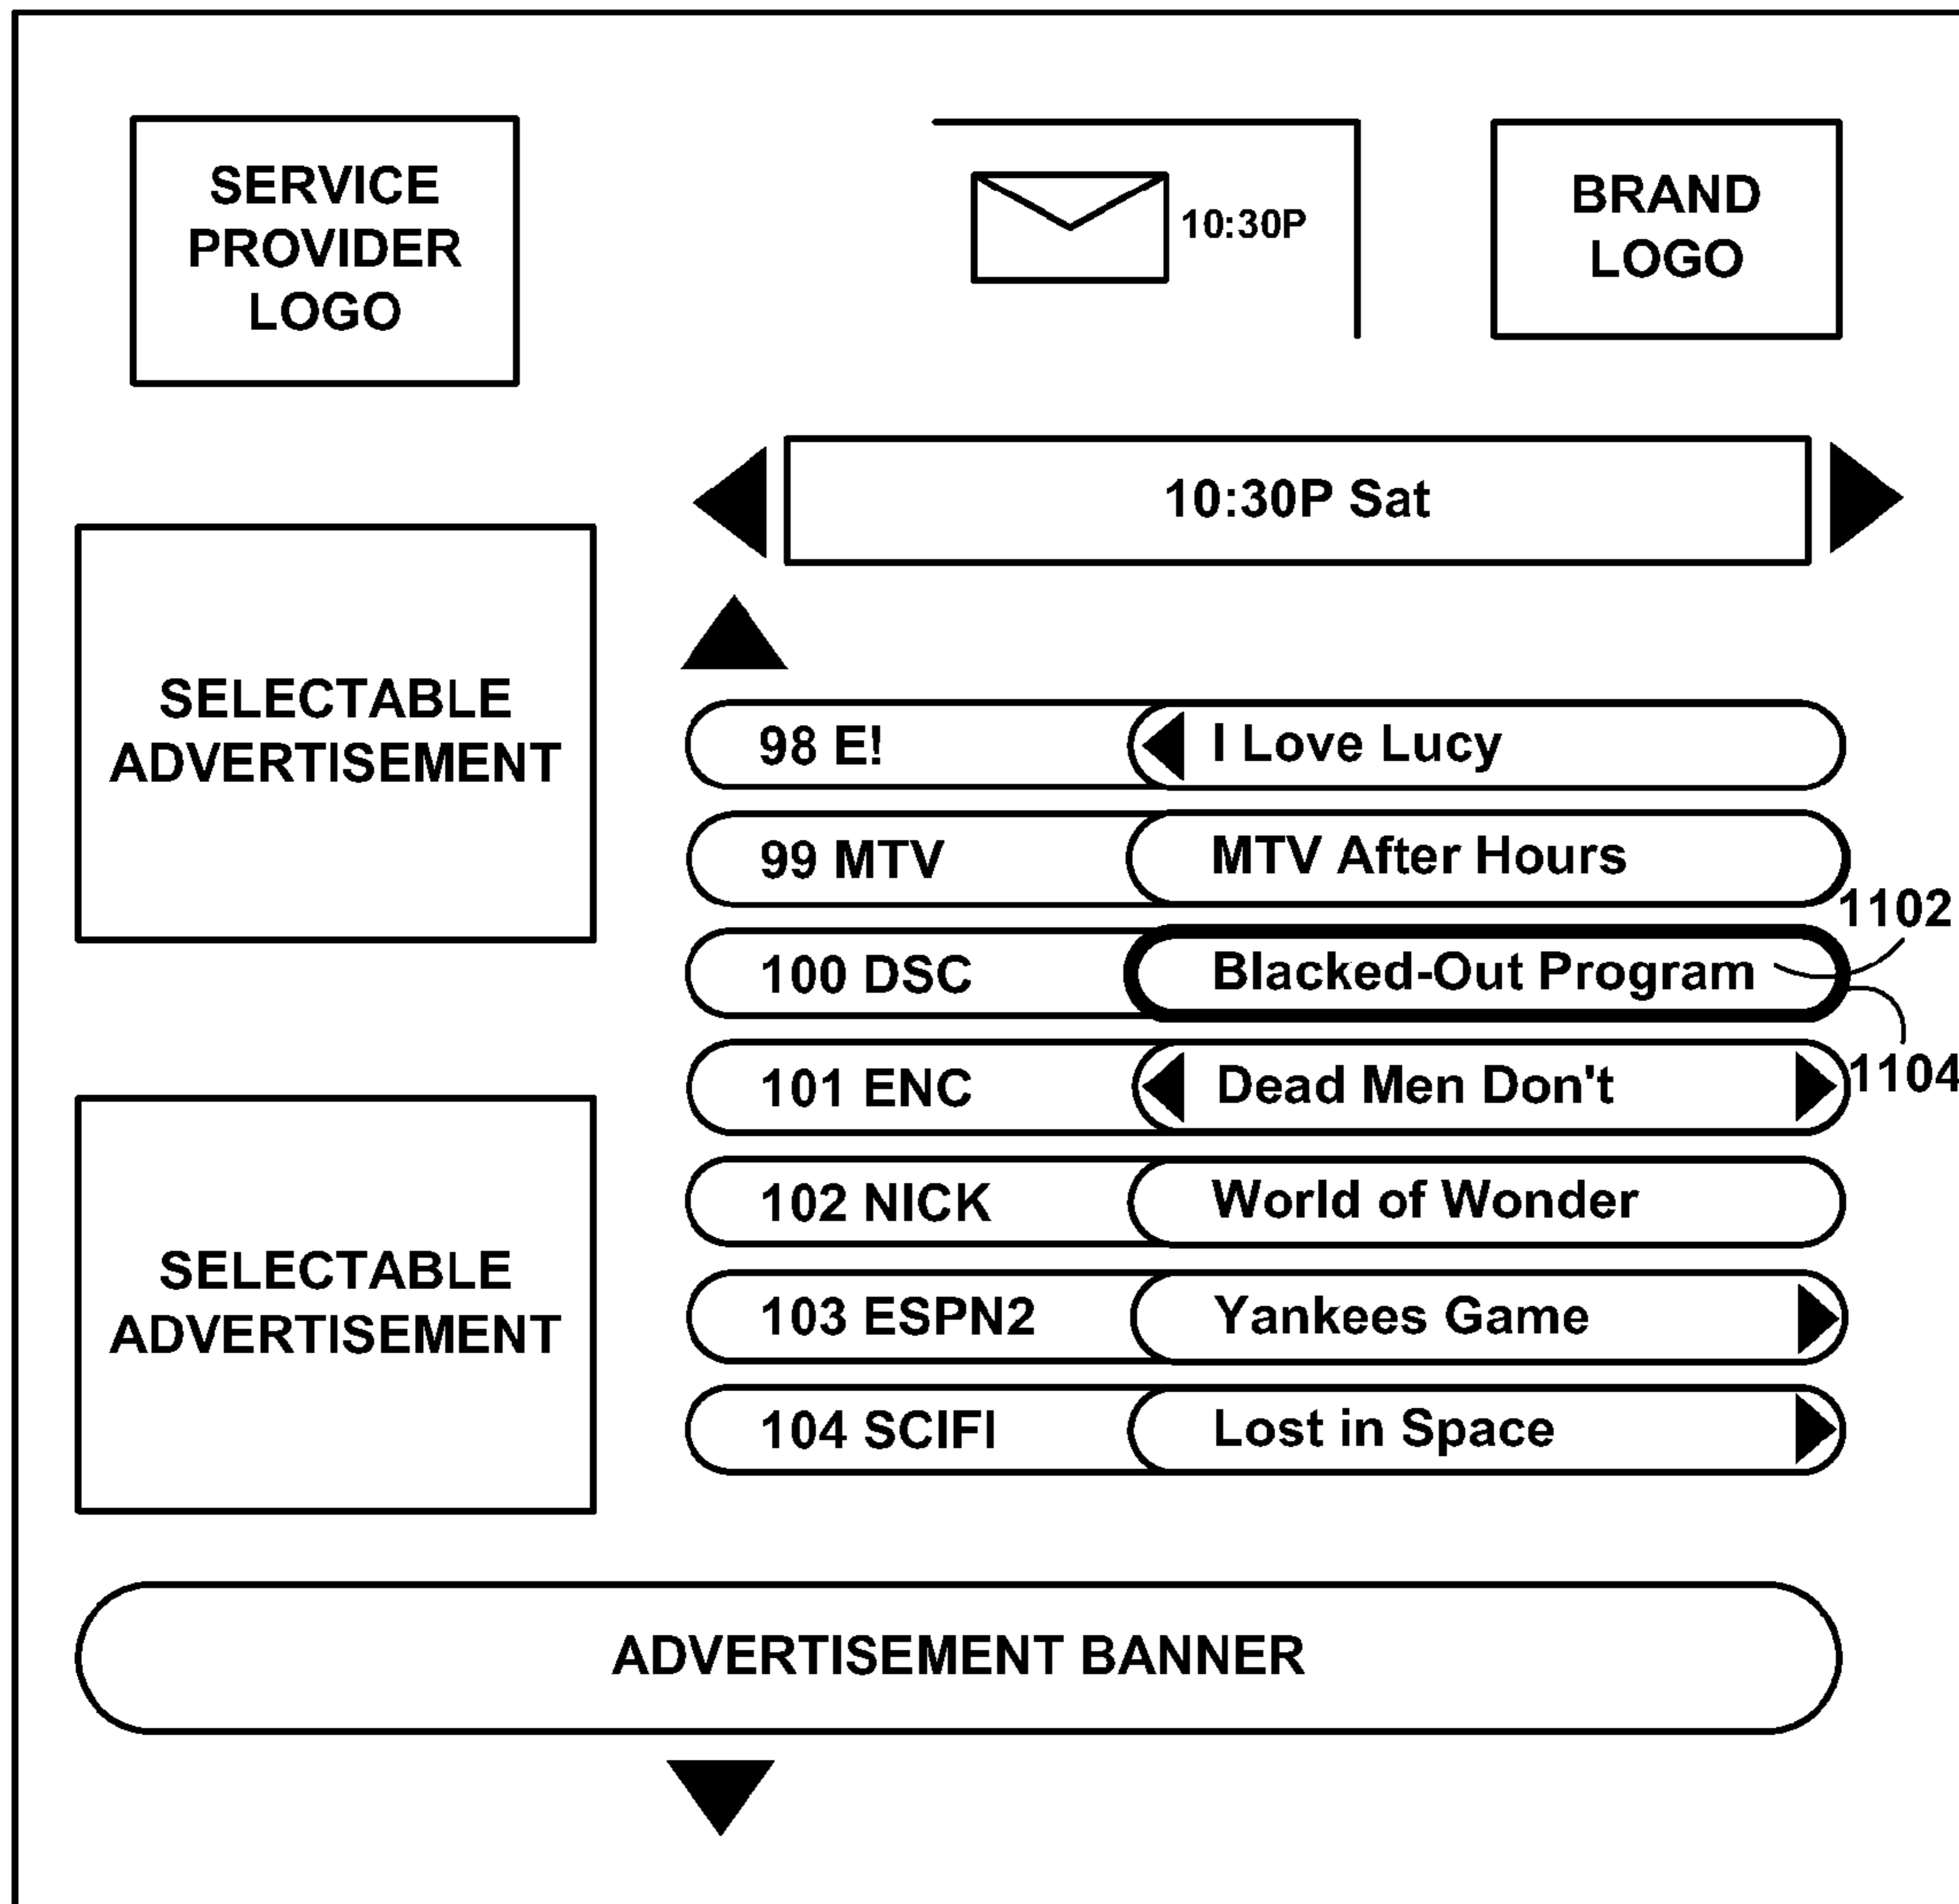 SERVICE
PROVIDER
LOGO
10:30P
BRAND
LOGO
10:30P Sat
SELECTABLE
ADVERTISEMENT
98 E!
I Love Lucy
99 MTV
MTV After Hours
1102
100 DSC
Blacked-Out Program
1104
101 ENC
Dead Men Don't
102 NICK
World of Wonder
SELECTABLE
ADVERTISEMENT
103 ESPN2
Yankees Game
104 SCIFI
Lost in Space
ADVERTISEMENT BANNER